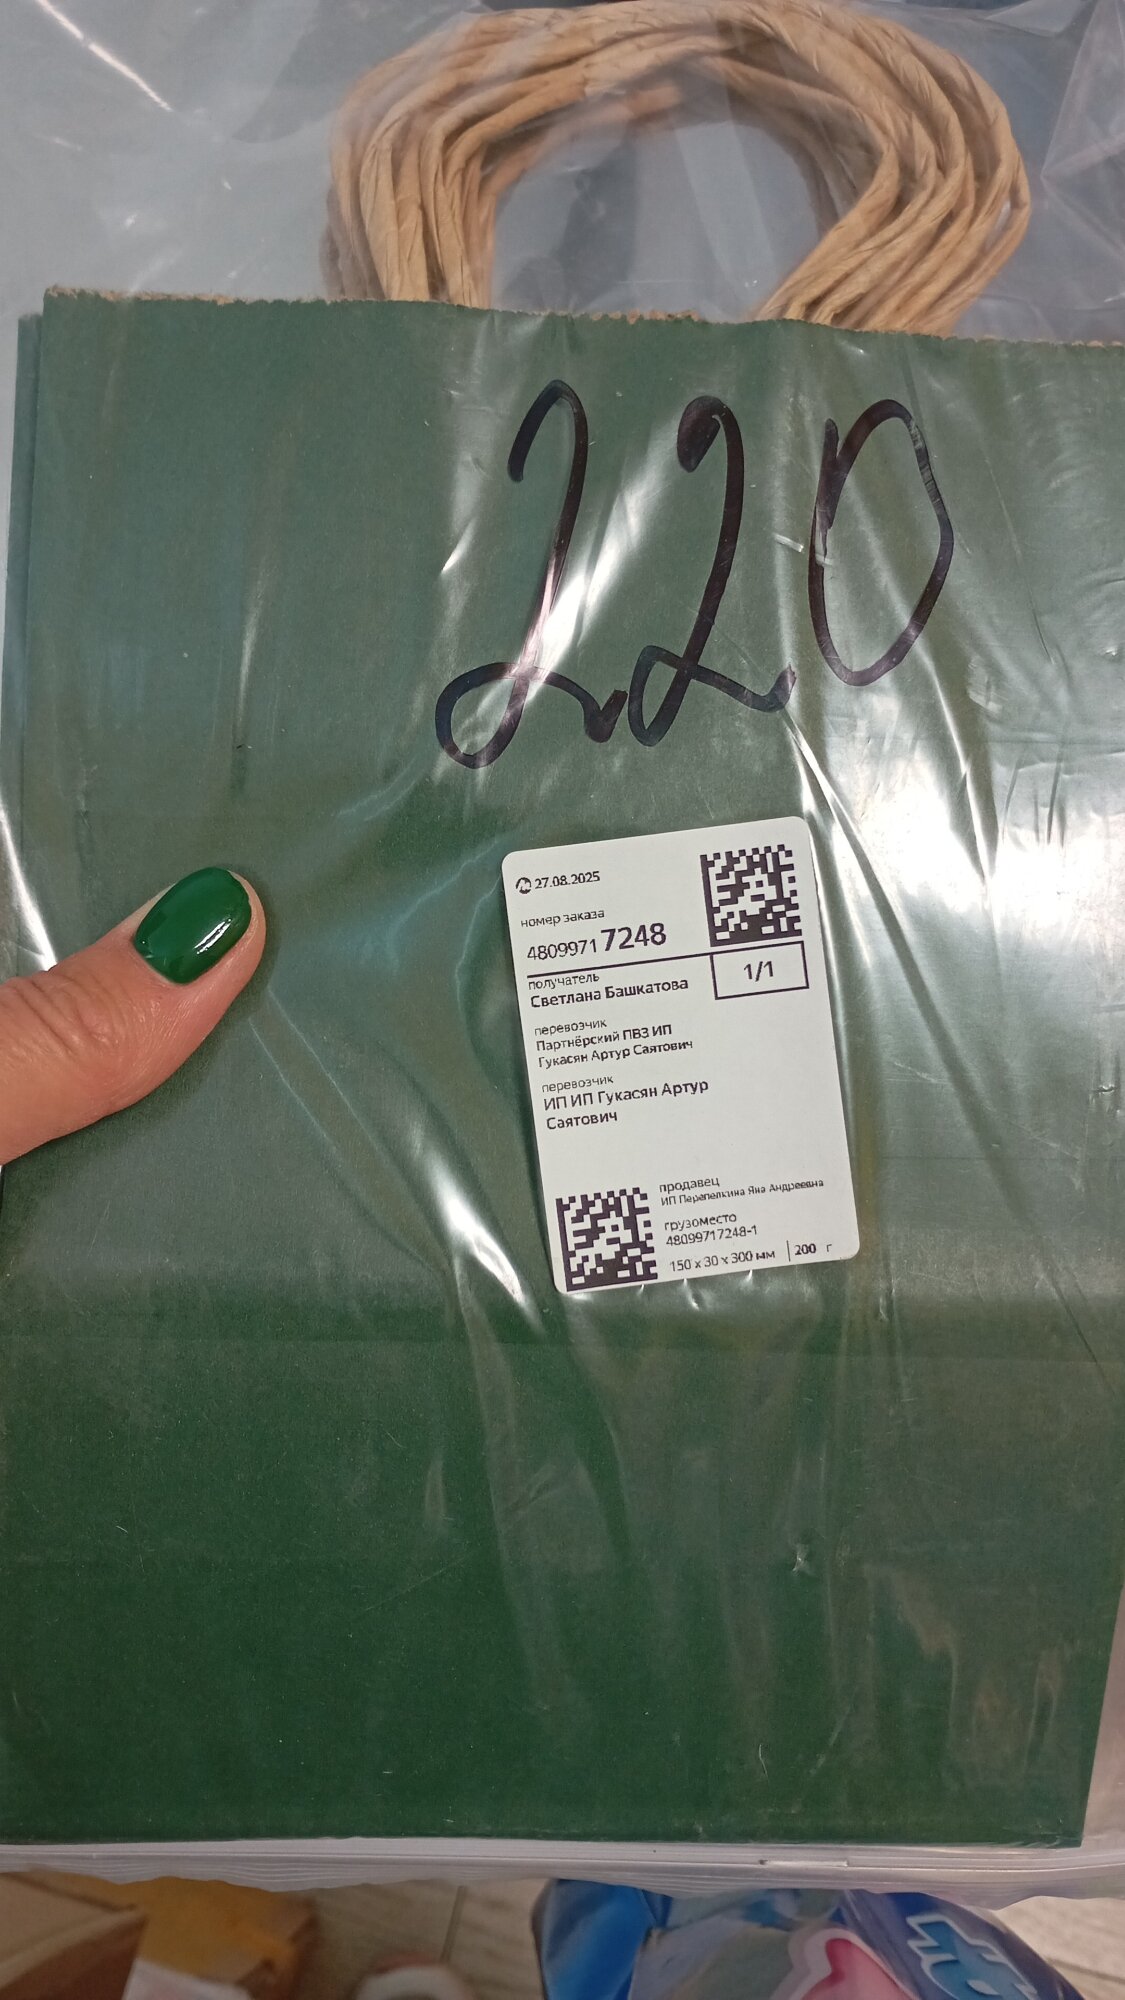 220
27.08.2025
номер заказа
48099717248
получатель
Светлана Башкатова
1/1
перевозчик
Партнёрский ПВЗ ИП
Гукасян Артур Саятович
перевозчик
ИП ИП Гукасян Артур
Саятович
продавец
ИП Перепелкина Яна Андреевна
грузоместо
48099717248-1
150 x 30 x 300 мм
200 г